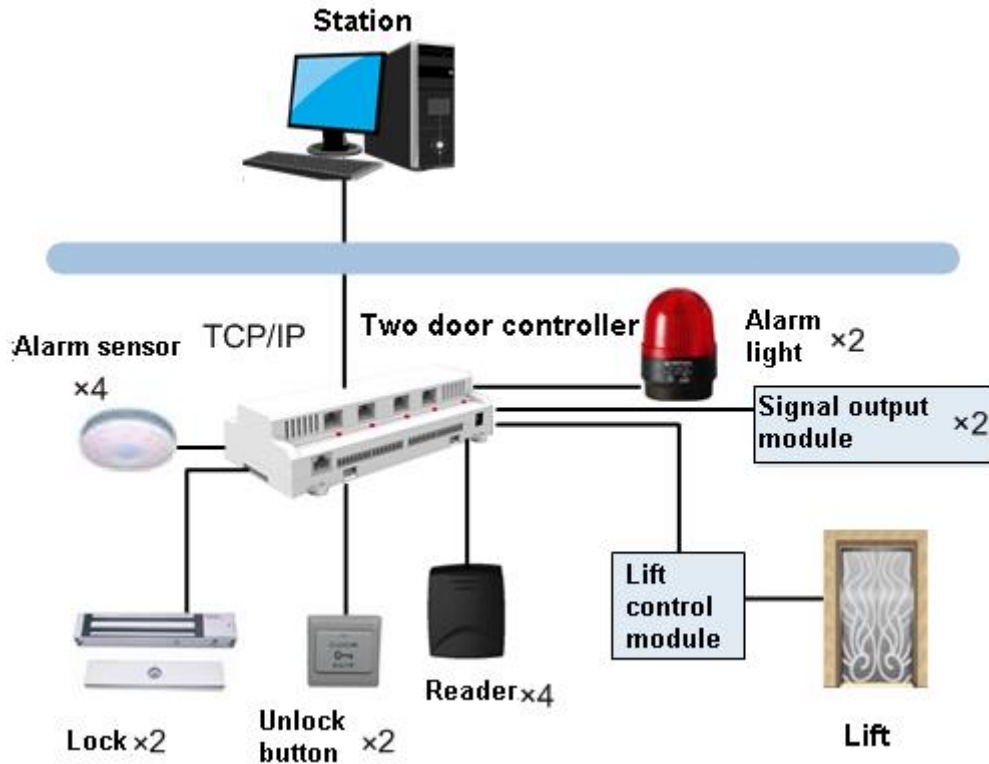 Station
TCP/IP
Two door controller
Alarm sensor
×4
Alarm
light ×2
Signal output
module ×2
Lift
control
module
Lock ×2
Unlock
button ×2
Reader×4
Lift